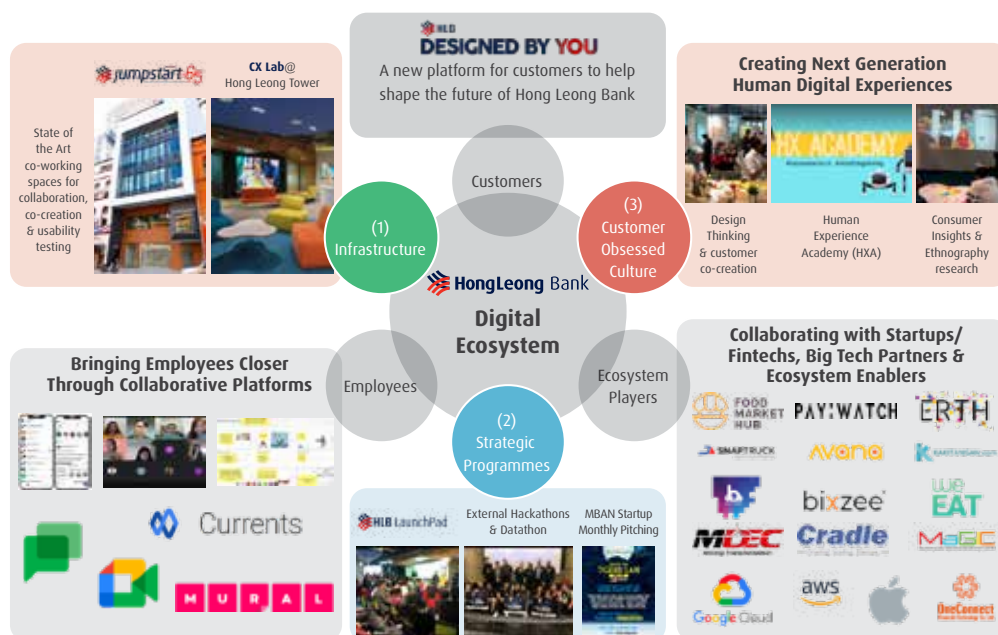 HLB
DESIGNED BY YOU
A new platform for customers to help
shape the future of Hong Leong Bank
jumpstart
CX Lab@
Hong Leong Tower
State of
the Art
co-working
spaces for
collaboration,
co-creation
& usability
testing
Creating Next Generation
Human Digital Experiences
HX ACADEMY
Design
Thinking
& customer
co-creation
Human
Experience
Academy (HXA)
Consumer
Insights &
Ethnography
research
Customers
(1)
Infrastructure
(3)
Customer
Obsessed
Culture
HongLeong Bank
Digital
Ecosystem
Employees
Ecosystem
Players
(2)
Strategic
Programmes
Bringing Employees Closer
Through Collaborative Platforms
Currents
MURAL
HLB LaunchPad
External Hackathons
& Datathon
MBAN Startup
Monthly Pitching
Collaborating with Startups/
Fintechs, Big Tech Partners &
Ecosystem Enablers
FOOD
MARKET
HUB
PAYWATCH
ERTH
SMARTRUCK
avana
bixzee
we
EAT
MDEC
Cradle
MaGC
Google Cloud
aws
OneConnect